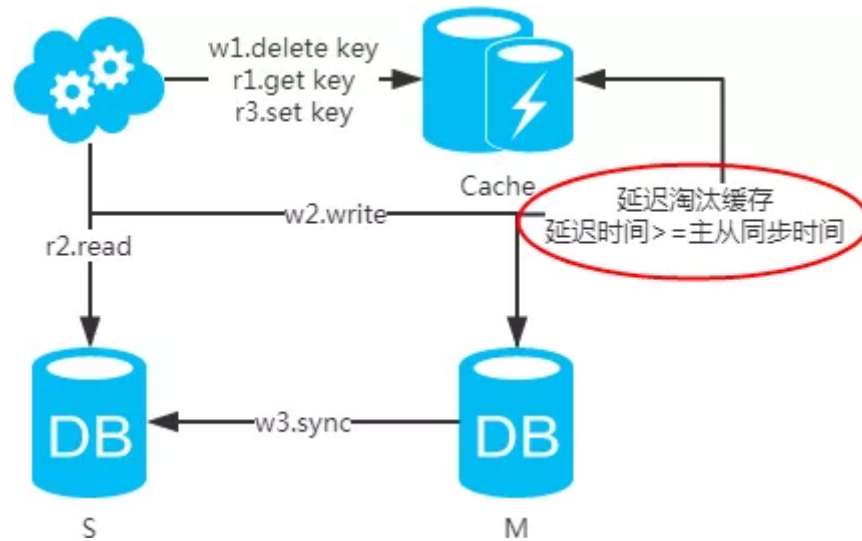 w1.delete key
r1.get key
r3.set key
Cache
延迟淘汰缓存
延迟时间>=主从同步时间
w2.write
r2.read
DB
w3.sync
DB
S
M